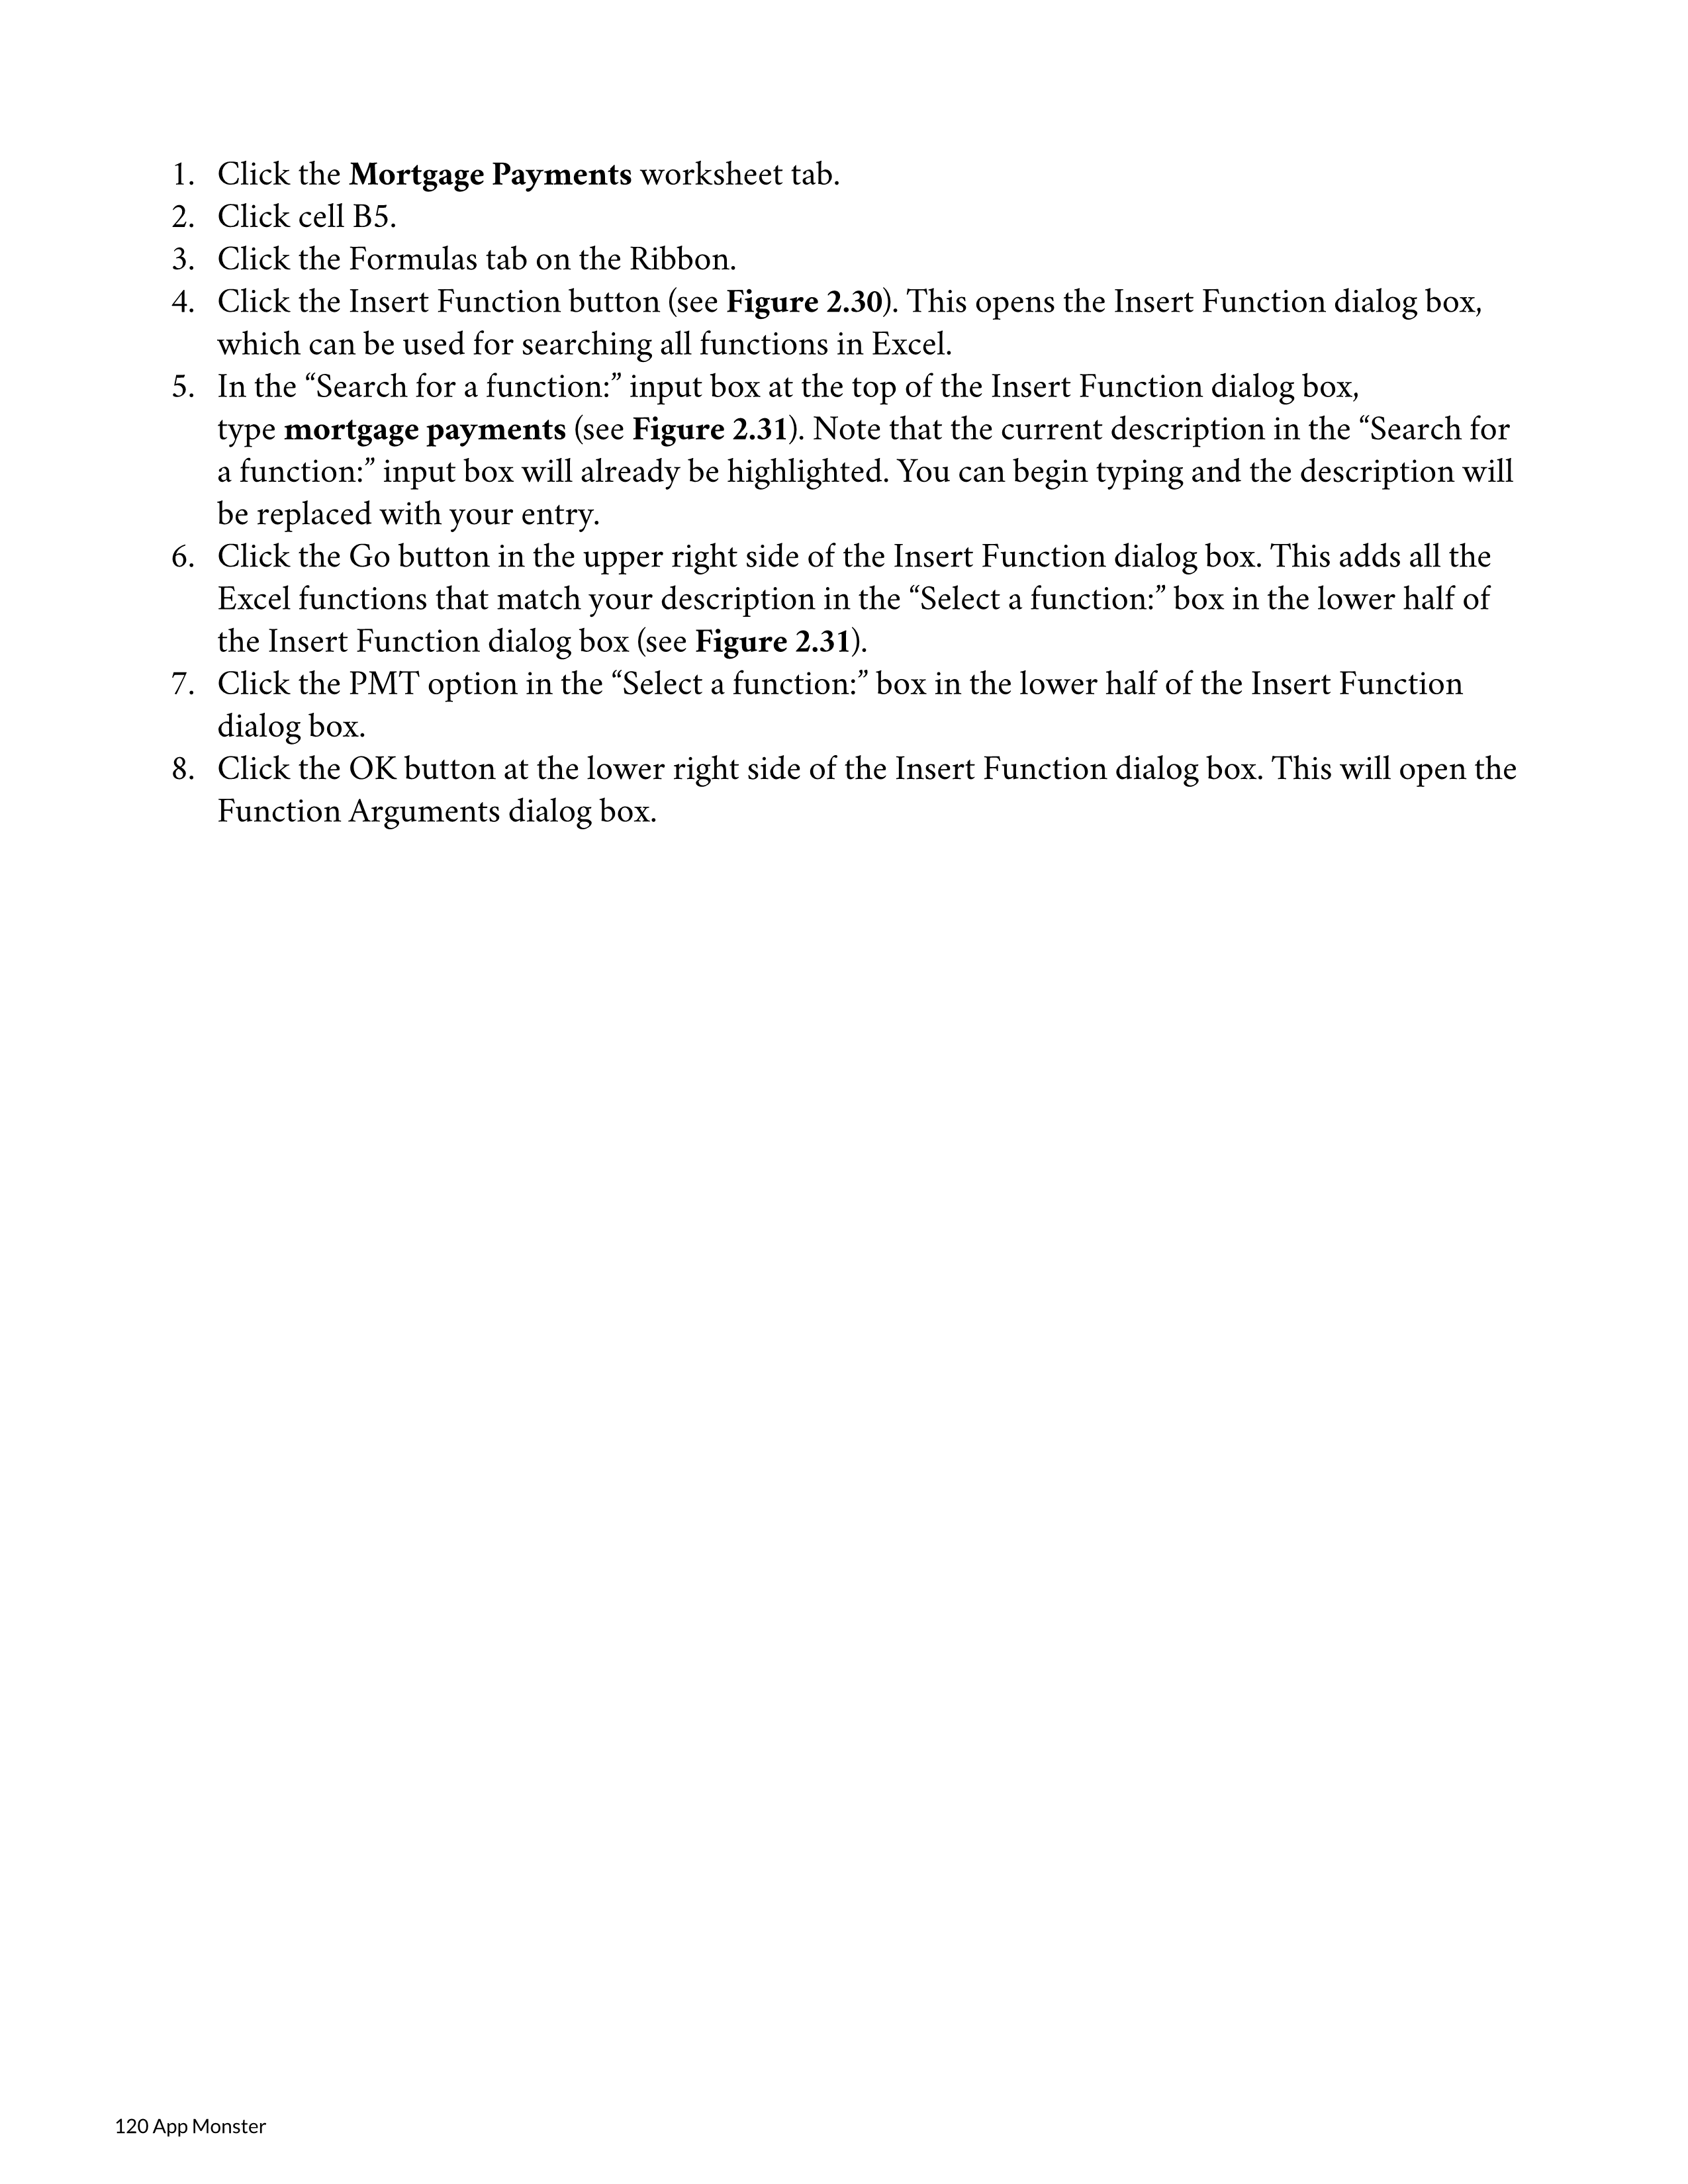 1. Click the Mortgage Payments worksheet tab.
2. Click cell B5.
3. Click the Formulas tab on the Ribbon.
4. Click the Insert Function button (see Figure 2.30). This opens the Insert Function dialog box,
which can be used for searching all functions in Excel.
5. In the “Search for a function:” input box at the top of the Insert Function dialog box,
type mortgage payments (see Figure 2.31). Note that the current description in the “Search for
a function:” input box will already be highlighted. You can begin typing and the description will
be replaced with your entry.
6. Click the Go button in the upper right side of the Insert Function dialog box. This adds all the
Excel functions that match your description in the “Select a function:” box in the lower half of
the Insert Function dialog box (see Figure 2.31).
7. Click the PMT option in the “Select a function:” box in the lower half of the Insert Function
dialog box.
8. Click the OK button at the lower right side of the Insert Function dialog box. This will open the
Function Arguments dialog box.
120 App Monster